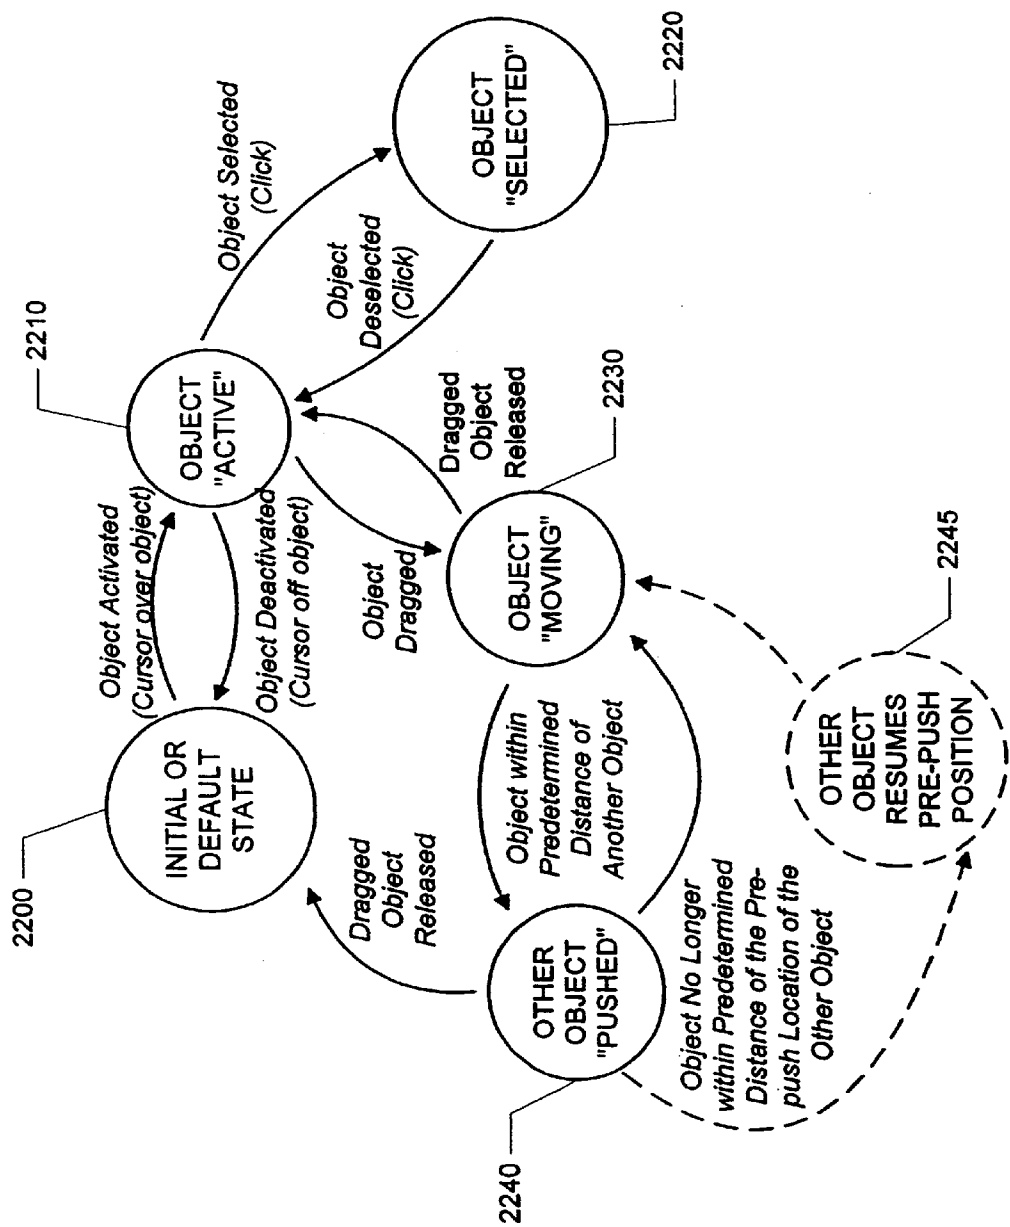 2200
INITIAL OR
DEFAULT
STATE
Object Activated
(Cursor over object)
Object Deactivated
(Cursor off object)
2210
OBJECT
"ACTIVE"
Object Selected
(Click)
Object
Deselected
(Click)
OBJECT
"SELECTED"
2220
Dragged
Object
Released
Object
Dragged
Dragged
Object
Released
2240
OTHER
OBJECT
"PUSHED"
Object within
Predetermined
Distance of
Another Object
OBJECT
"MOVING"
2230
Object No Longer
within Predetermined
Distance of the Pre-
push Location of the
Other Object
OTHER
OBJECT
RESUMES
PRE-PUSH
POSITION
2245